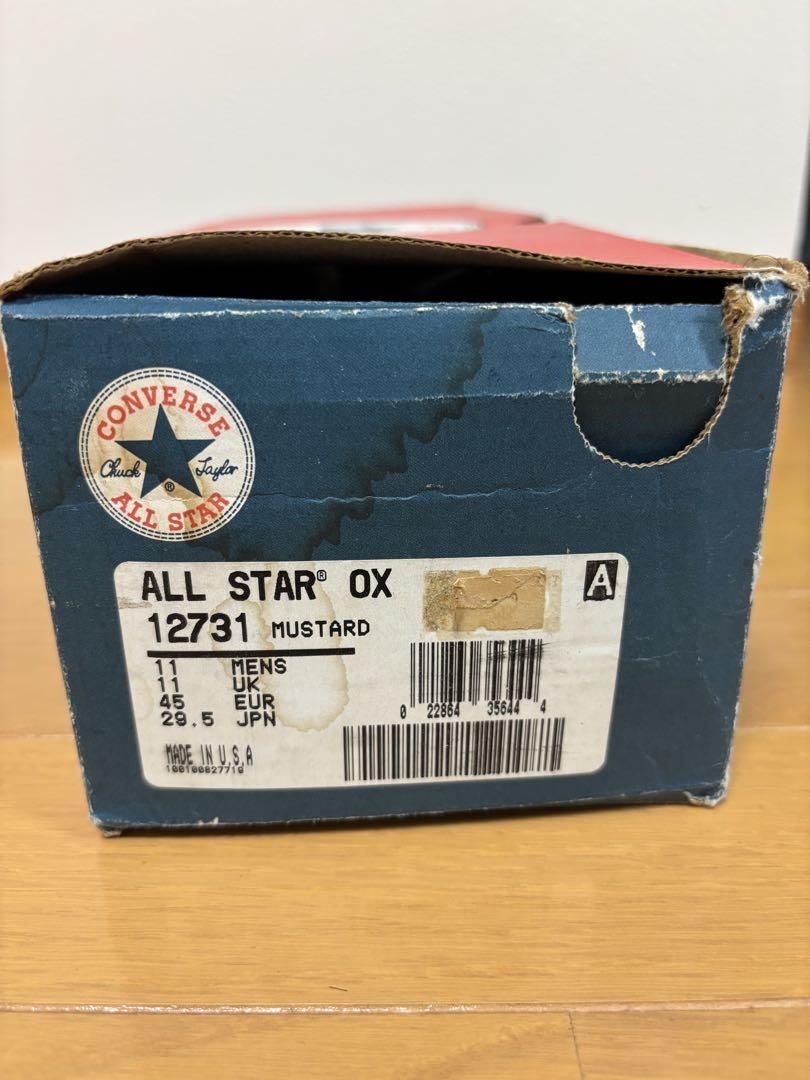 CONVERSE
Chuck Taylor
®
ALL STAR
ALL STAR® OX
A
12731 MUSTARD
11 MENS
11 UK
45 EUR
29.5 JPN
0 22864 35644 4
MADE IN U.S.A